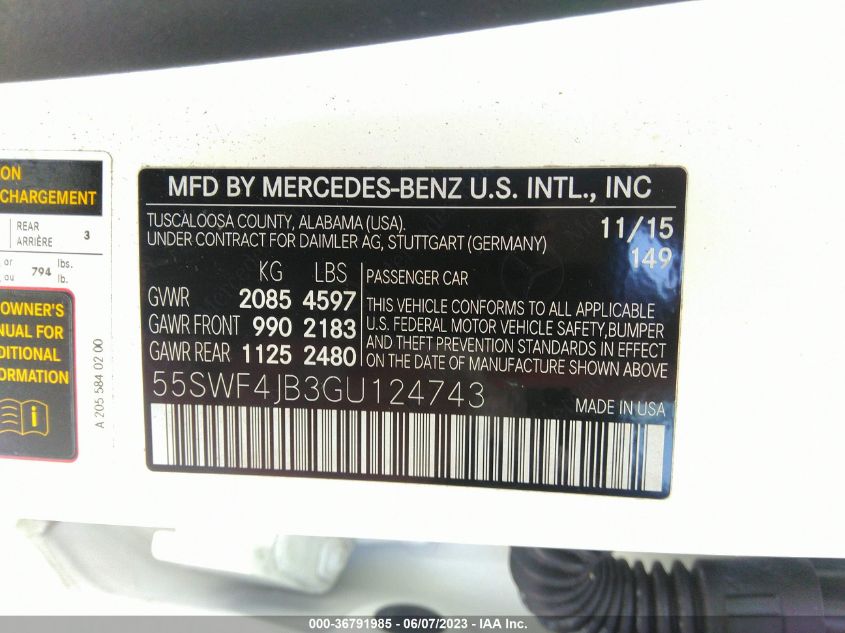 ON
CHARGEMENT
REAR
ARRIÈRE 3
or
ou 794 lbs.
lb.
OWNER'S
NUAL FOR
DITIONAL
ORMATION
i
A 205 584 02 00
MFD BY MERCEDES-BENZ U.S. INTL., INC
TUSCALOOSA COUNTY, ALABAMA (USA). 11/15
UNDER CONTRACT FOR DAIMLER AG, STUTTGART (GERMANY) 149
KG LBS
GVWR 2085 4597
GAWR FRONT 990 2183
GAWR REAR 1125 2480
PASSENGER CAR
THIS VEHICLE CONFORMS TO ALL APPLICABLE
U.S. FEDERAL MOTOR VEHICLE SAFETY,BUMPER
AND THEFT PREVENTION STANDARDS IN EFFECT
ON THE DATE OF MANUFACTURE SHOWN ABOVE
55SWF4JB3GU124743
MADE IN USA
000-36791985 - 06/07/2023 - IAA Inc.